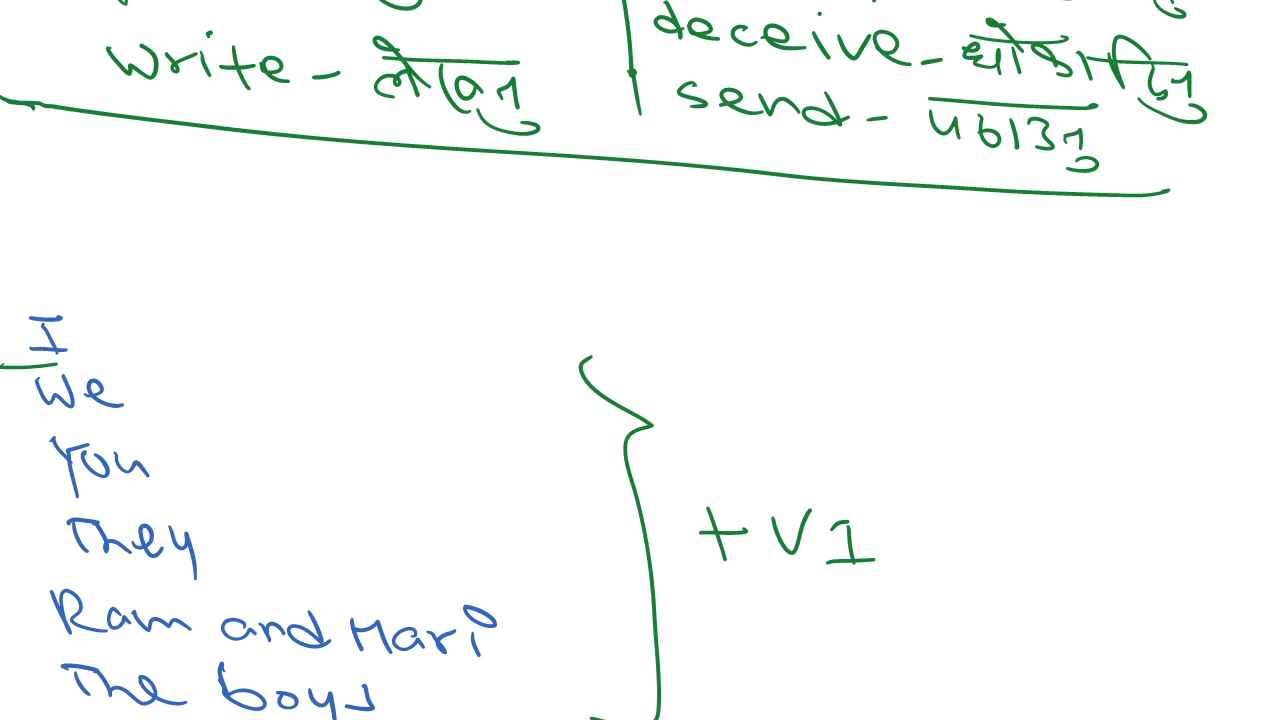 write - लेख्नु
deceive - धोका दिनु
send - पठाउनु
I
We
You
They
Ram and Hari
The boys
+ V1